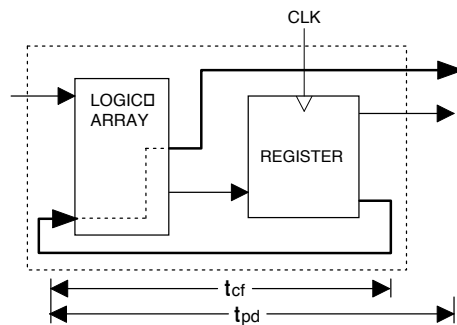 CLK
LOGIC□
ARRAY
REGISTER
tcf
tpd